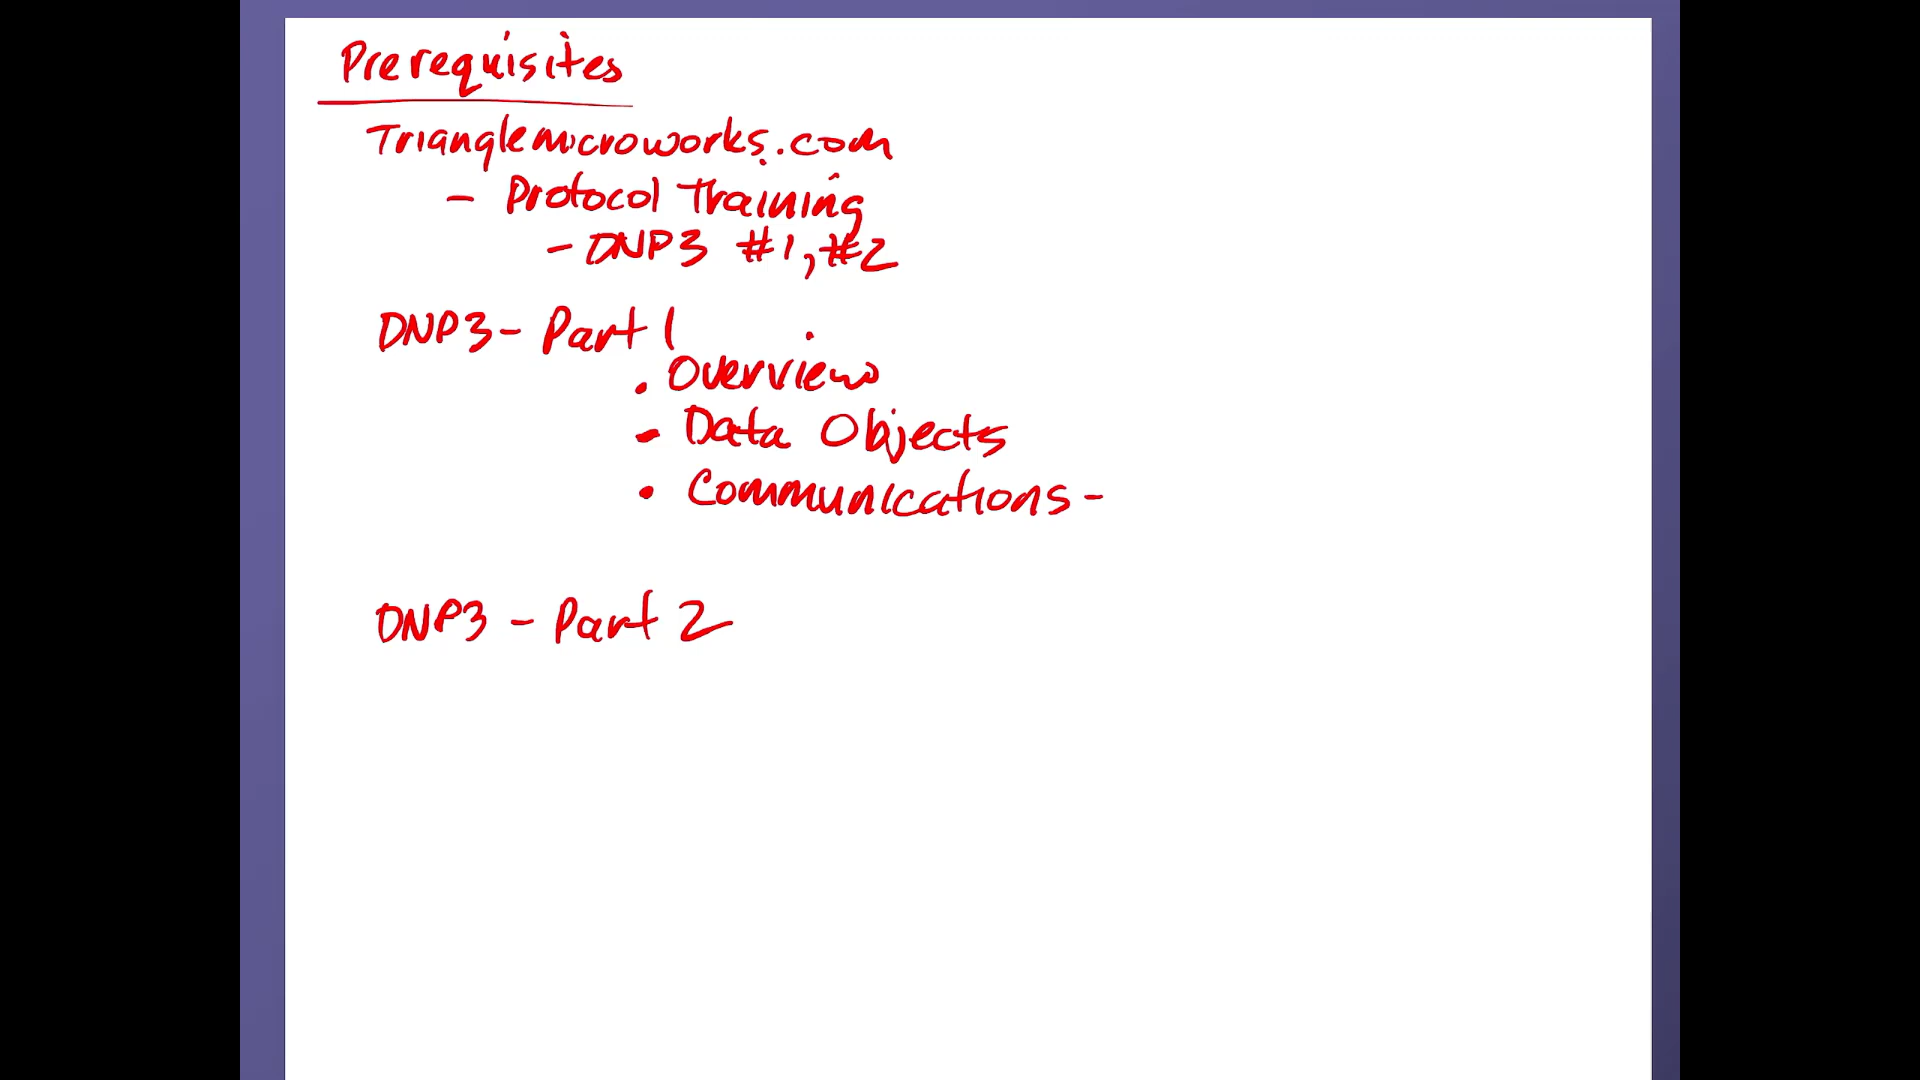 Prerequisites
Trianglemicroworks.com
- Protocol Training
- DNP3 #1, #2
DNP3 - Part 1
• Overview
- Data Objects
• Communications -
DNP3 - Part 2